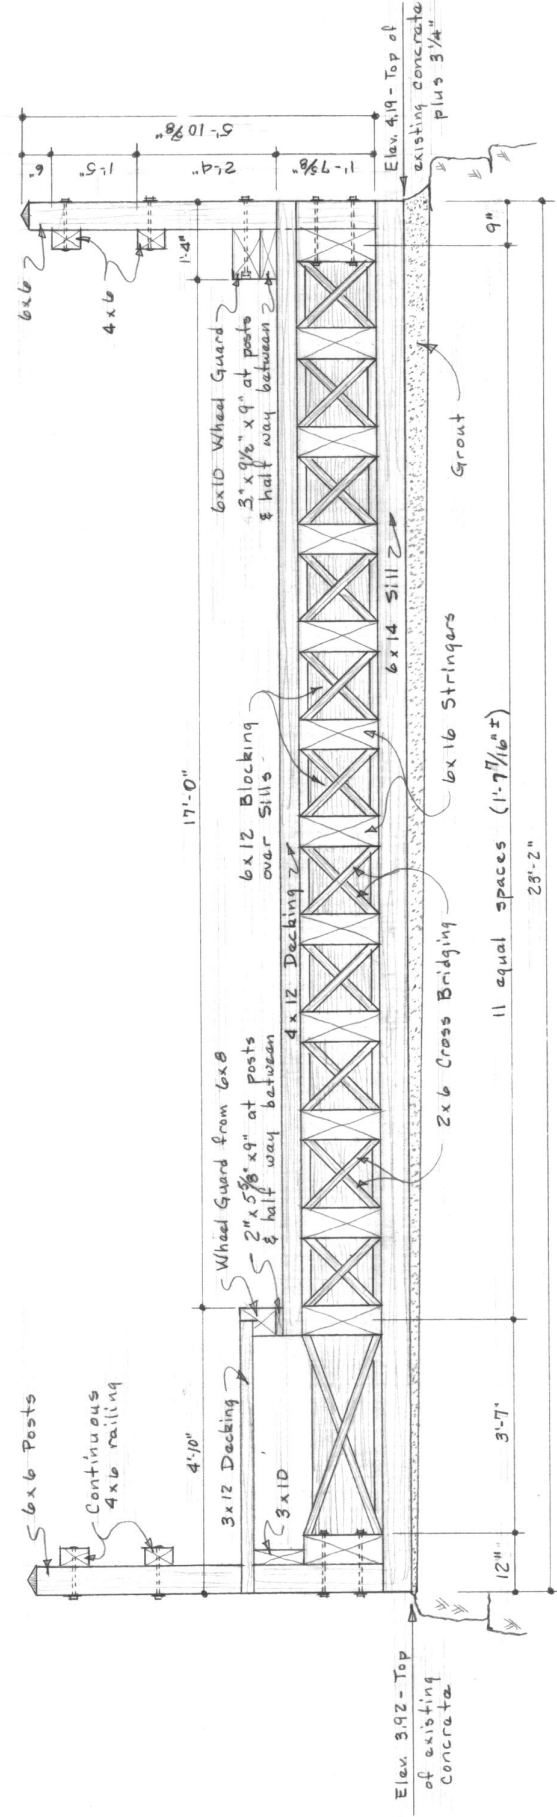 Elev. 4.19 - Top of
existing concrete
plus 3 1/4"
5'-10 7/8"
6"
1'-5"
2'-4"
1'-7 5/8"
9"
6x6
4x6
1'-4"
6x10 Wheel Guard
3" x 9 1/2" x 9" at posts
& half way between
Grout
6x14 Sill
17'-0"
6x12 Blocking
over Sills
4x12 Decking
6x16 Stringers
11 equal spaces (1'-7 7/16" ±)
23'-2"
2x6 Cross Bridging
Wheel Guard from 6x8
2" x 5 5/8" x 9" at posts
& half way between
6x6 Posts
Continuous
4x6 railing
4'-10"
3x12 Decking
3x10
3'-7"
12"
Elev. 3.92 - Top
of existing
Concrete